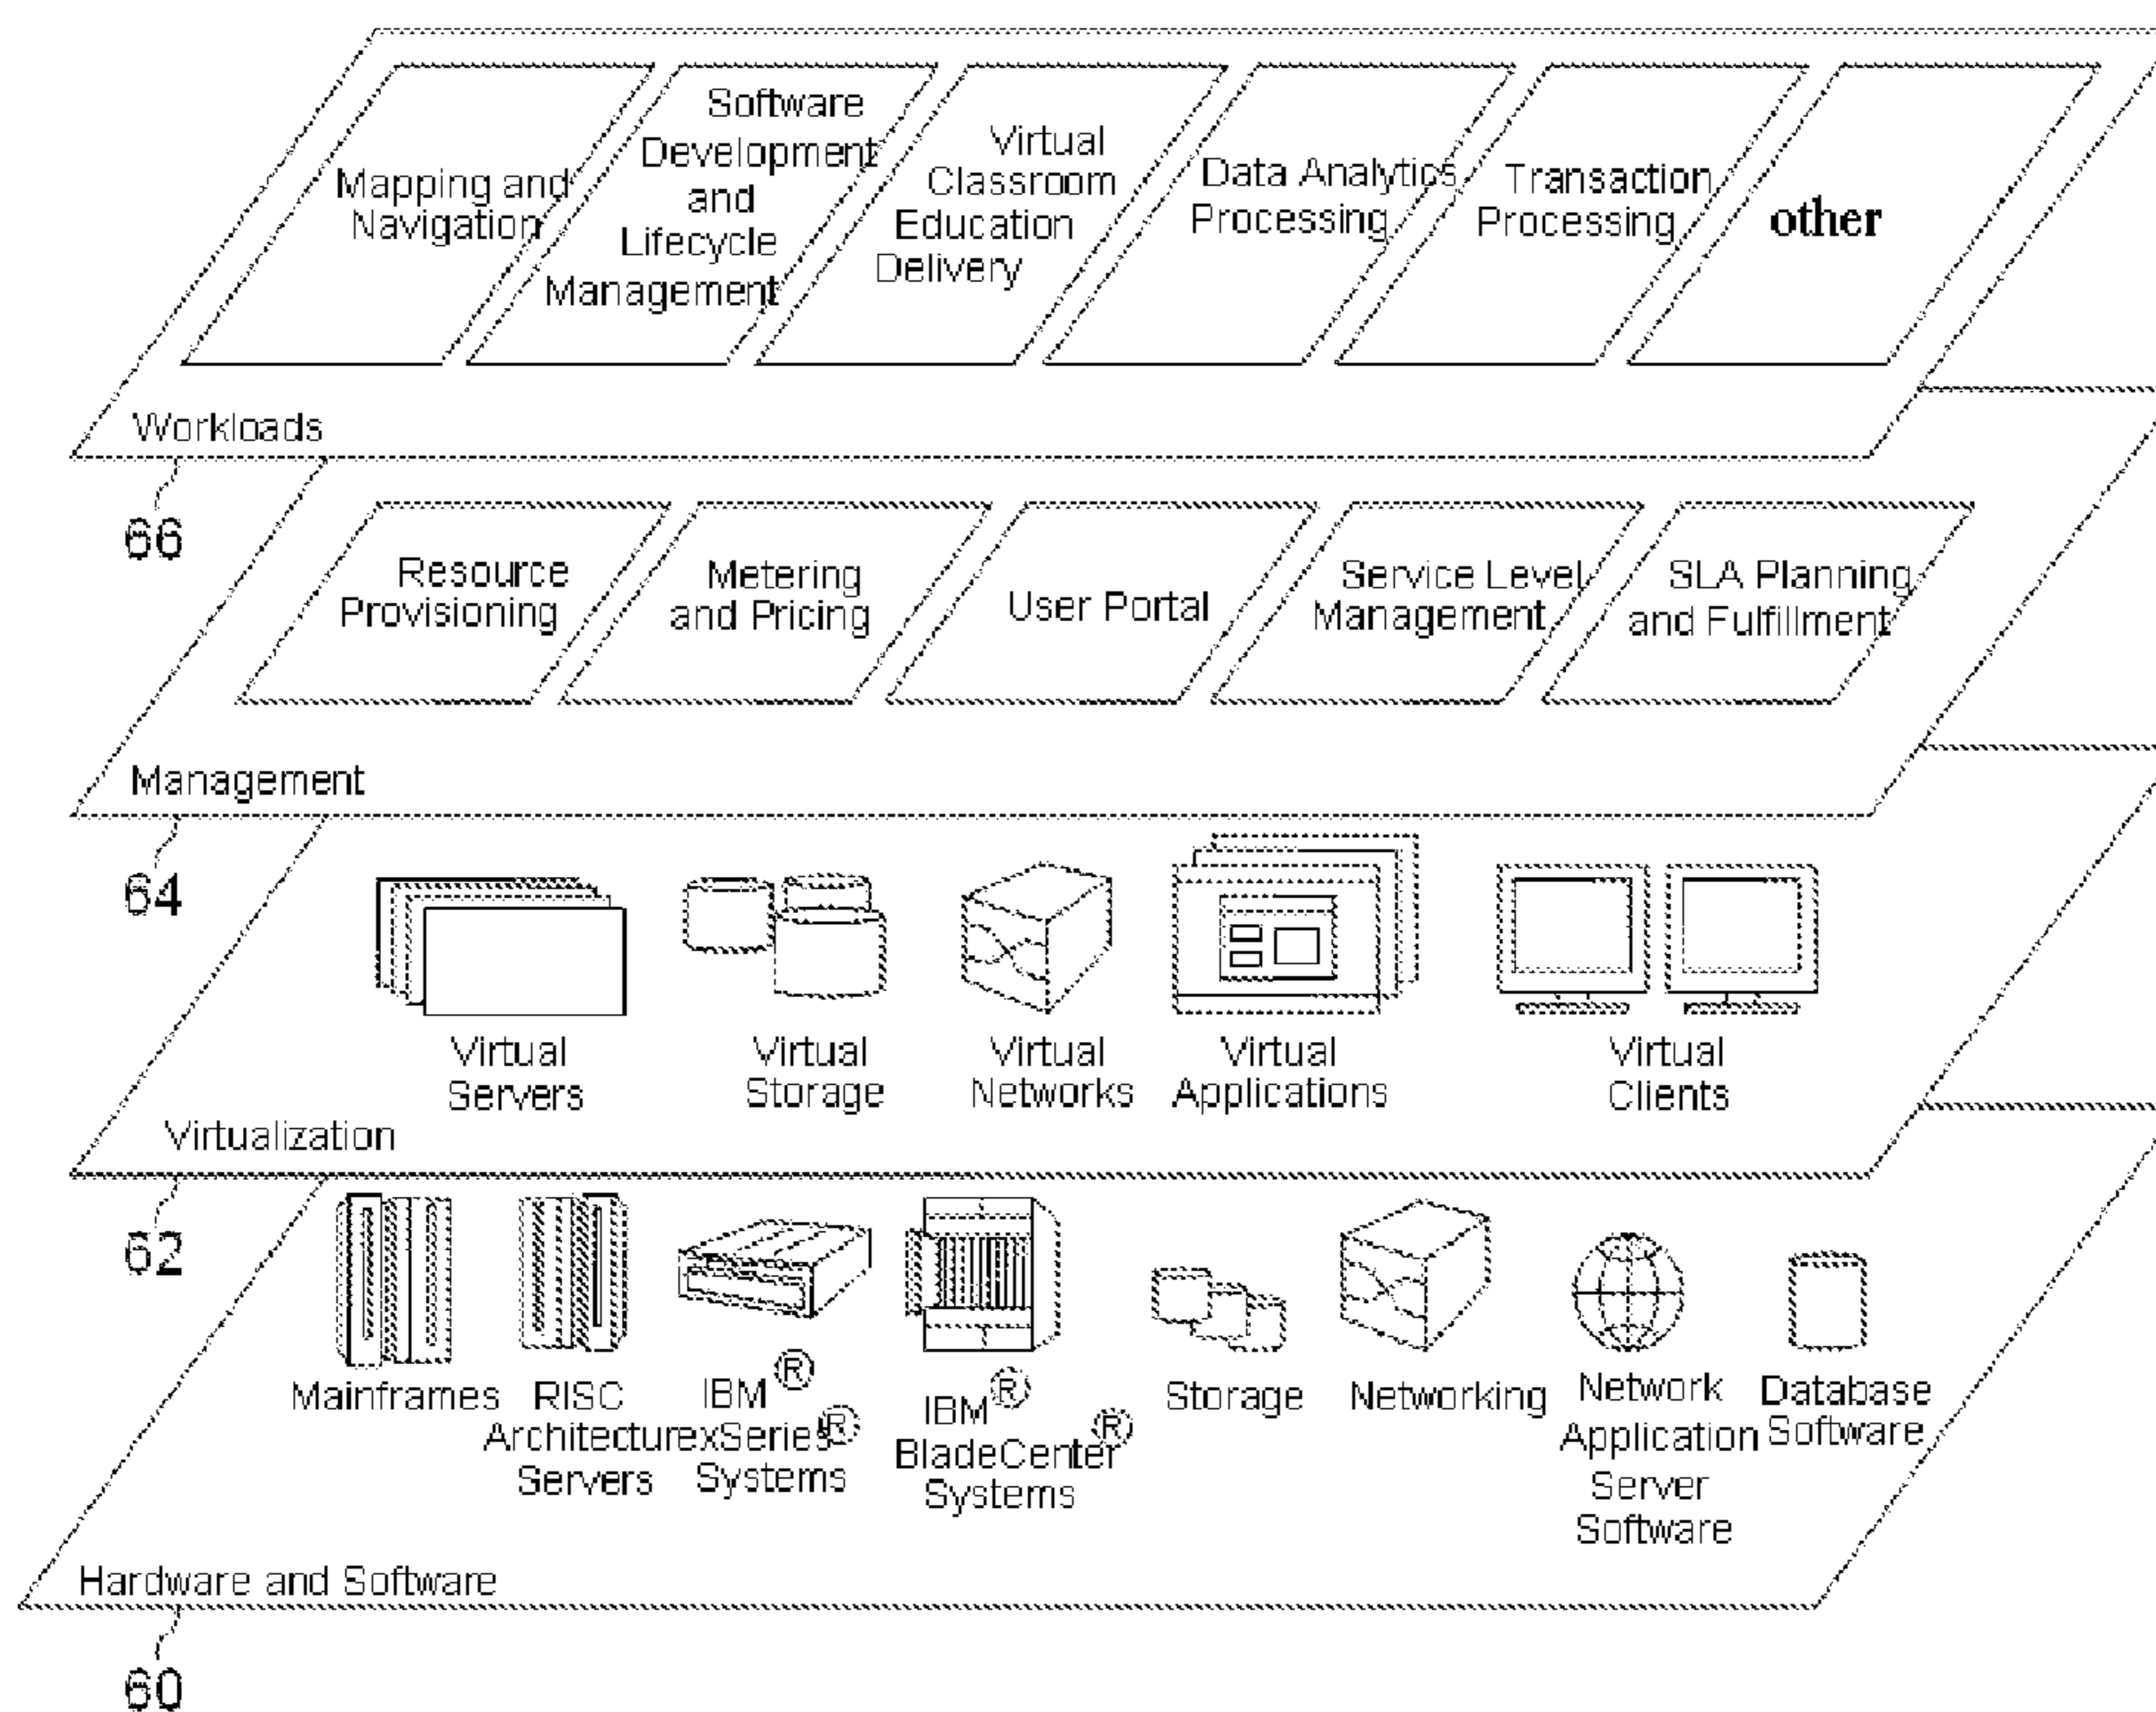 Mapping and
Navigation
Software
Development
and
Lifecycle
Management
Virtual
Classroom
Education
Delivery
Data Analytics
Processing
Transaction
Processing
other
Workloads
66
Resource
Provisioning
Metering
and Pricing
User Portal
Service Level
Management
SLA Planning
and Fulfillment
Management
64
Virtual
Servers
Virtual
Storage
Virtual
Networks
Virtual
Applications
Virtual
Clients
Virtualization
62
Mainframes
RISC
Architectur
Servers
IBM ®
xSeries®
Systems
IBM®
BladeCenter®
Systems
Storage
Networking
Network
Application
Server
Software
Database
Software
Hardware and Software
60